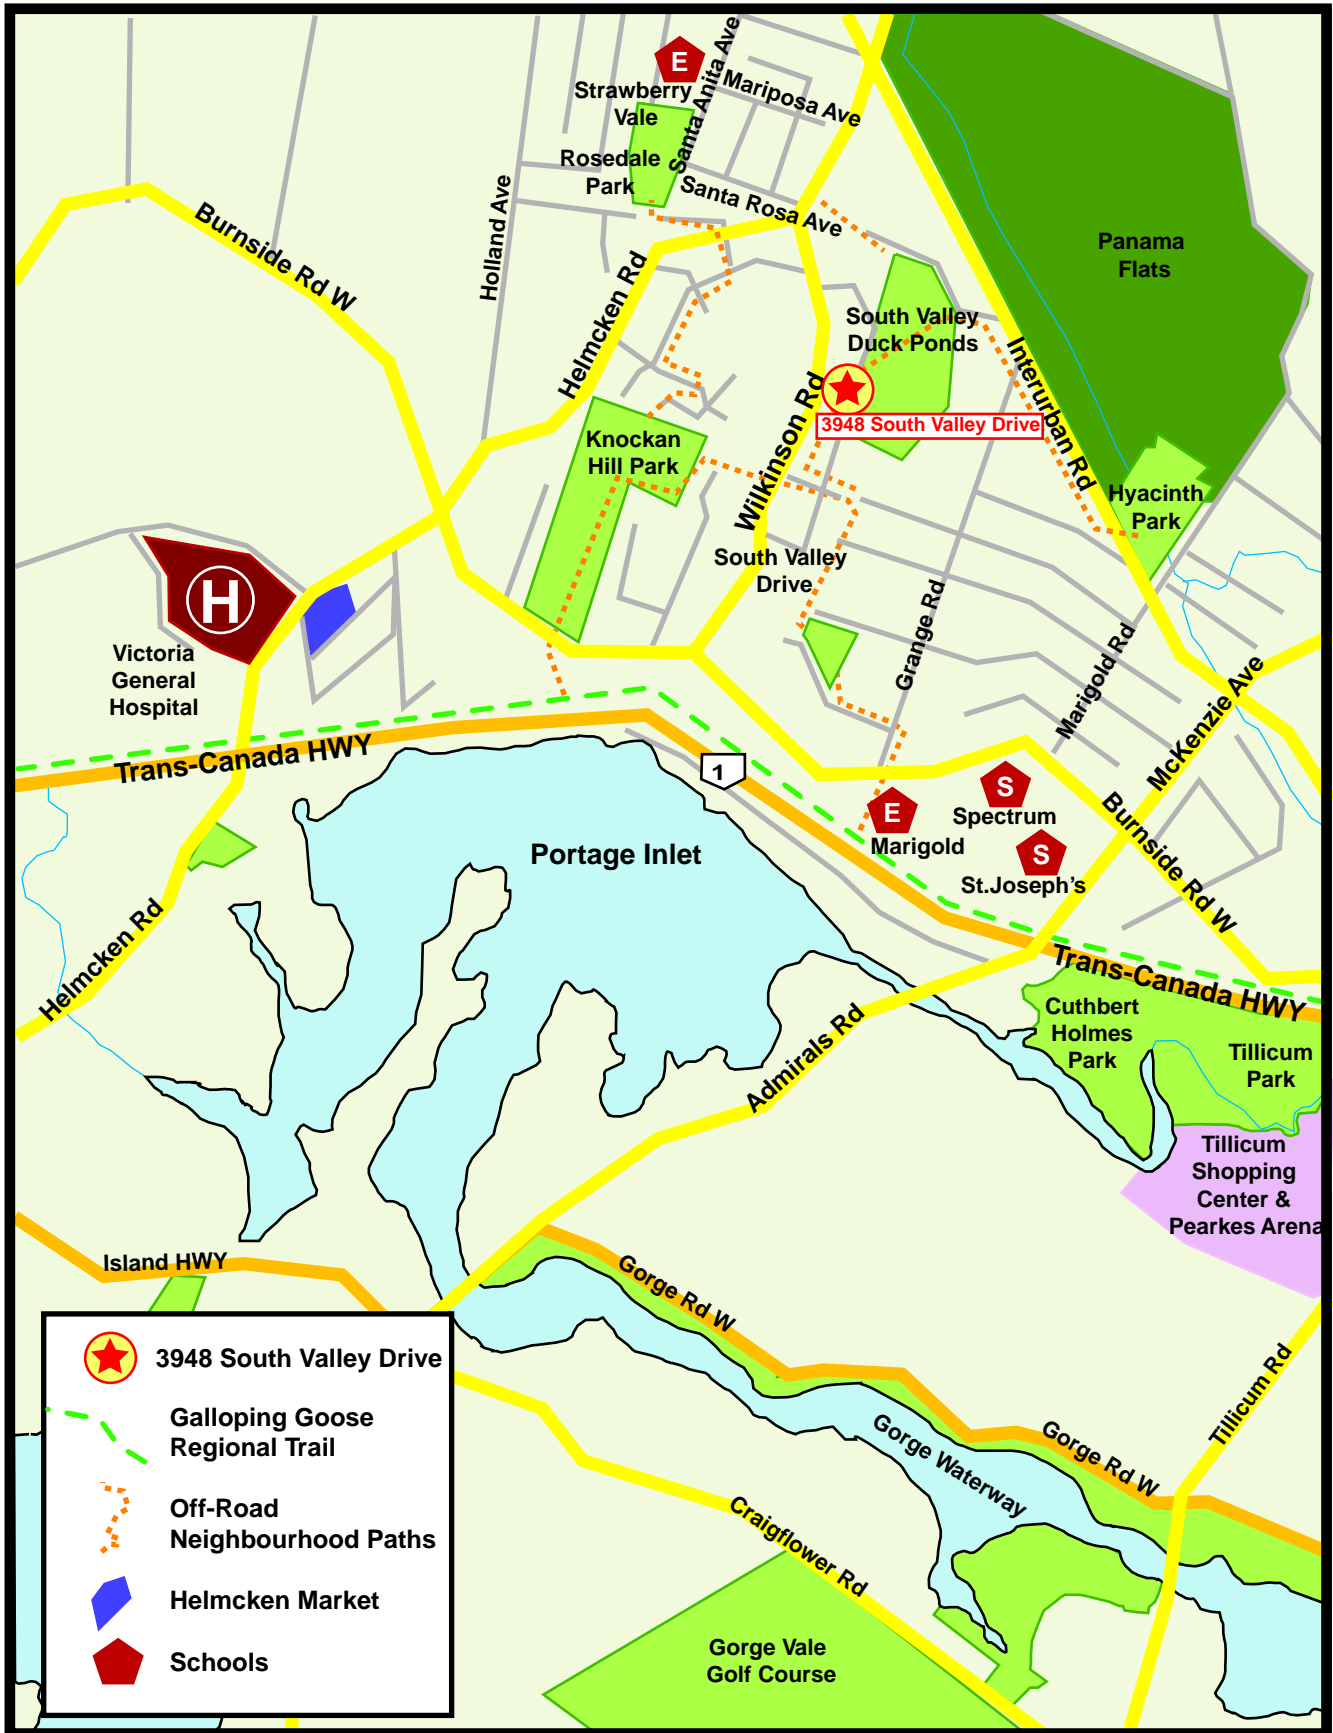 E
Strawberry
Vale
Santa Anita Ave
Mariposa Ave
Rosedale
Park
Santa Rosa Ave
Holland Ave
Burnside Rd W
Helmcken Rd
Panama
Flats
South Valley
Duck Ponds
Interurban Rd
Wilkinson Rd
3948 South Valley Drive
Knockan
Hill Park
Hyacinth
Park
South Valley
Drive
H
Victoria
General
Hospital
Grange Rd
Marigold Rd
McKenzie Ave
Trans-Canada HWY
1
E
Marigold
S
Spectrum
S
St.Joseph's
Burnside Rd W
Portage Inlet
Helmcken Rd
Trans-Canada HWY
Admirals Rd
Cuthbert
Holmes
Park
Tillicum
Park
Tillicum
Shopping
Center &
Pearkes Arena
Island HWY
Gorge Rd W
Gorge Waterway
Gorge Rd W
Tillicum Rd
Craigflower Rd
Gorge Vale
Golf Course
3948 South Valley Drive
Galloping Goose
Regional Trail
Off-Road
Neighbourhood Paths
Helmcken Market
Schools